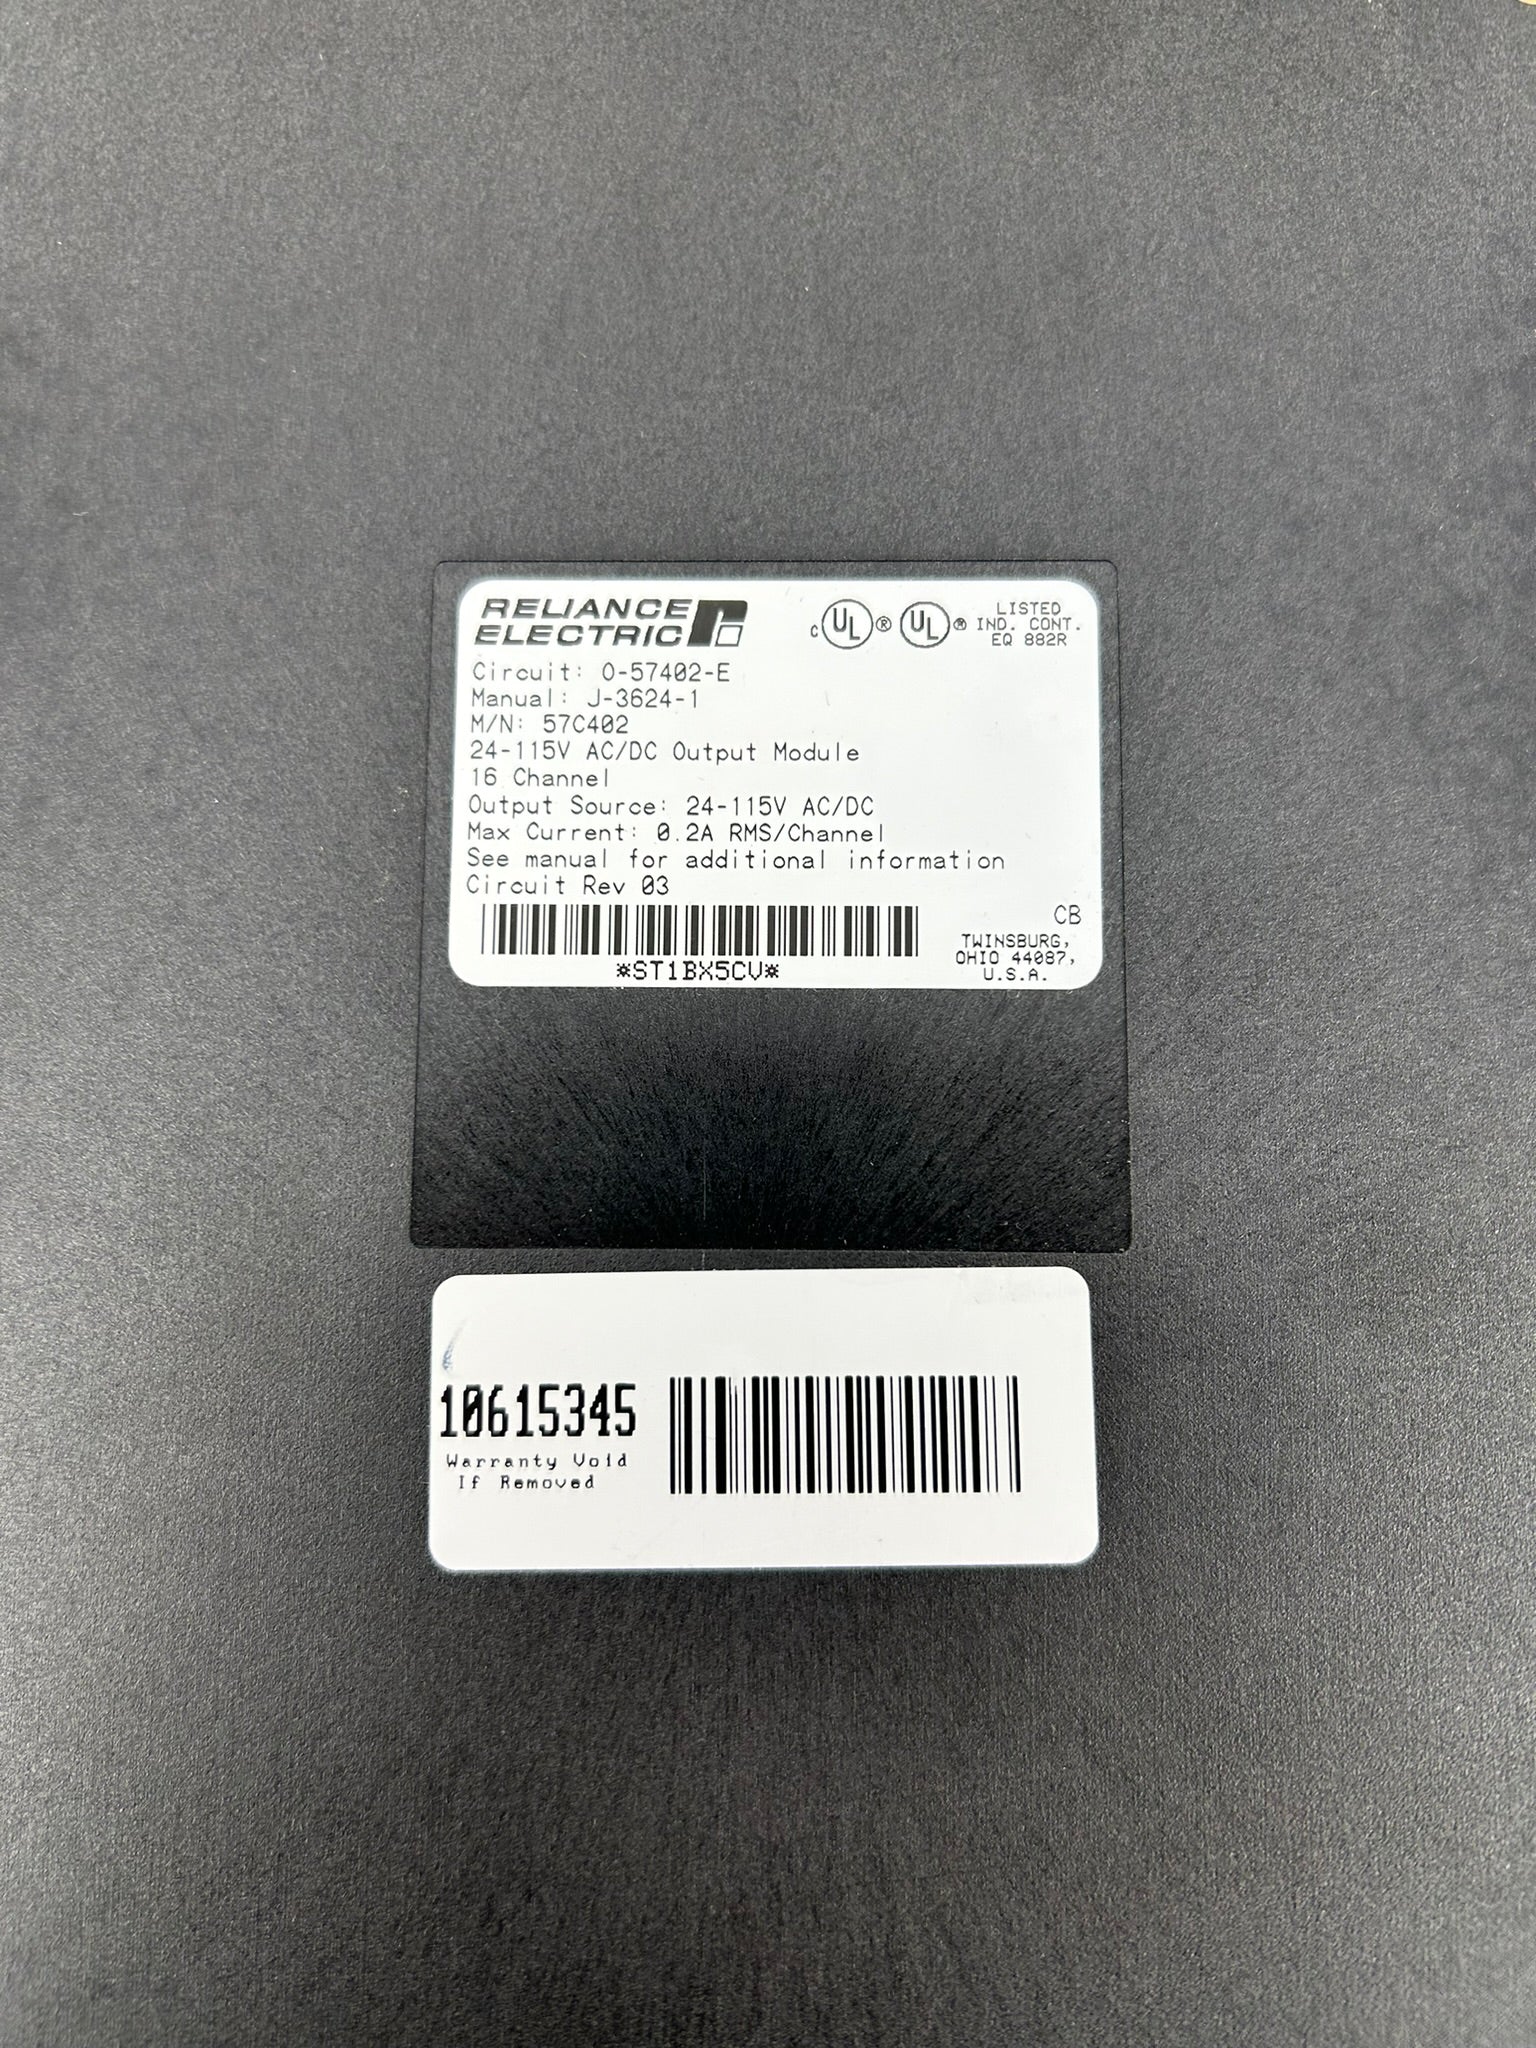 RELIANCE
ELECTRIC
c UL ® UL ® LISTED
IND. CONT.
EQ 882R
Circuit: 0-57402-E
Manual: J-3624-1
M/N: 57C402
24-115V AC/DC Output Module
16 Channel
Output Source: 24-115V AC/DC
Max Current: 0.2A RMS/Channel
See manual for additional information
Circuit Rev 03
*ST1BX5CV*
CB
TWINSBURG,
OHIO 44087,
U.S.A.
10615345
Warranty Void
If Removed